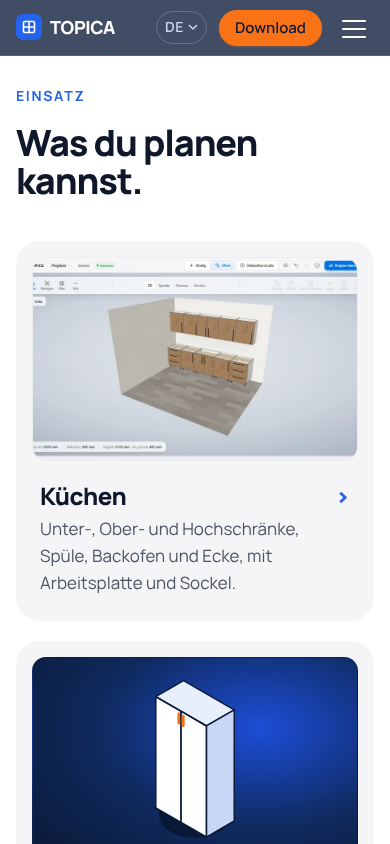 TOPICA
DE
Download
EINSATZ
Was du planen
kannst.
Küchen
Unter-, Ober- und Hochschränke,
Spüle, Backofen und Ecke, mit
Arbeitsplatte und Sockel.